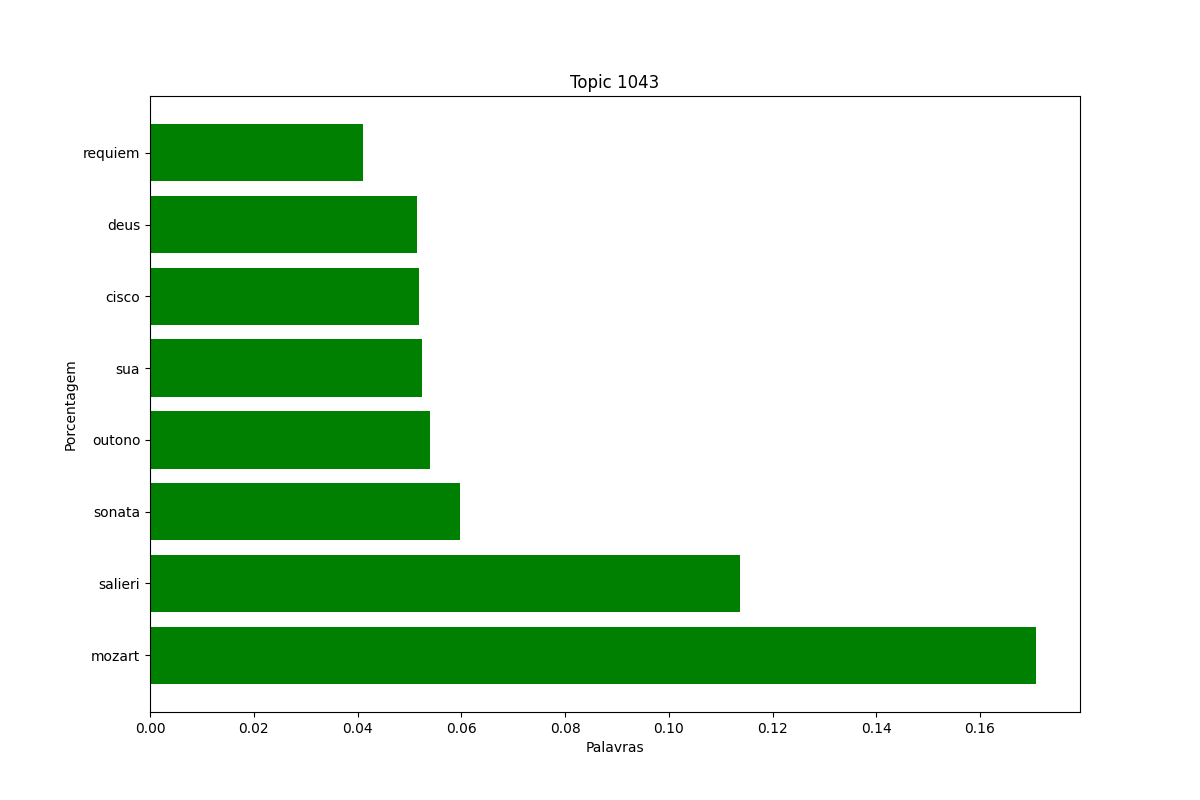 Topic 1043
requiem
deus
cisco
sua
outono
sonata
salieri
mozart
Porcentagem
0.00 0.02 0.04 0.06 0.08 0.10 0.12 0.14 0.16
Palavras